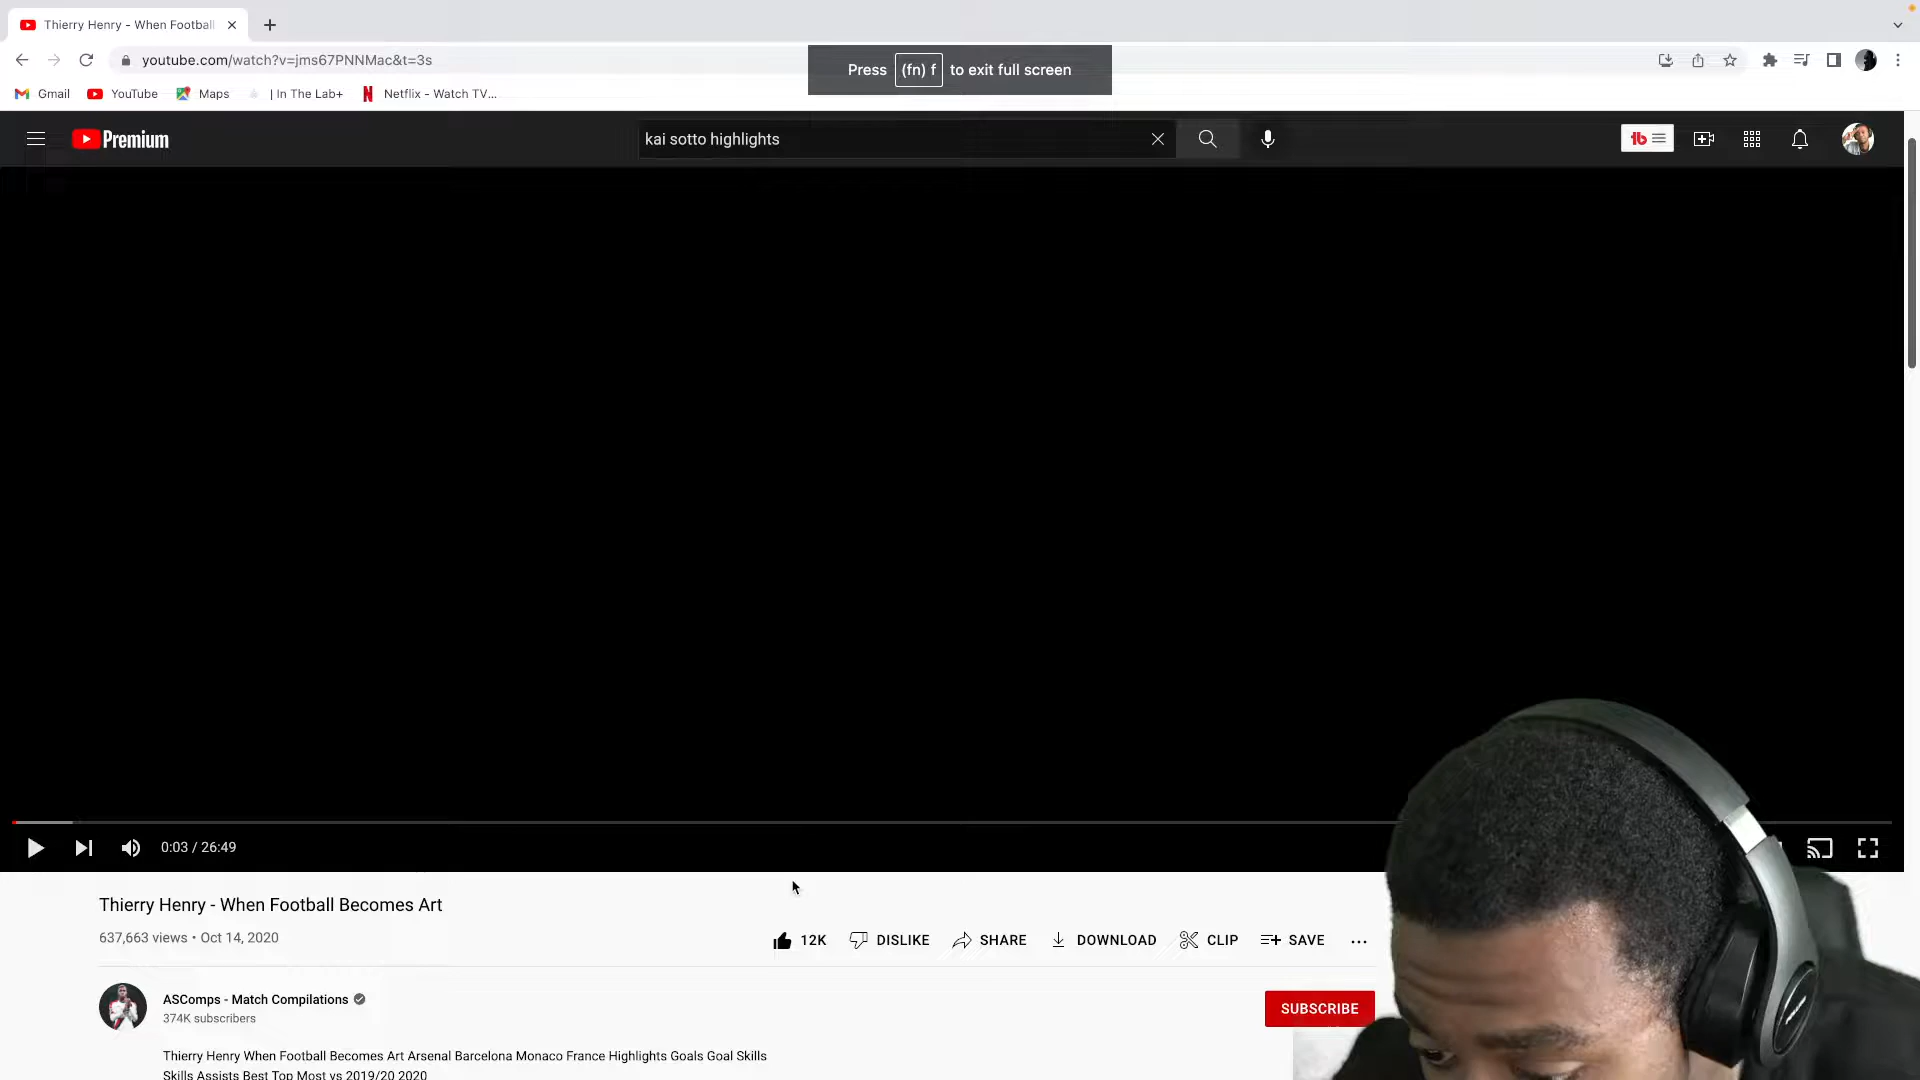 Thierry Henry - When Football
youtube.com/watch?v=jms67PNNMac&t=3s
Press (fn) f to exit full screen
Gmail YouTube Maps | In The Lab+ Netflix - Watch TV...
Premium
kai sotto highlights
tb
0:03 / 26:49
Thierry Henry - When Football Becomes Art
637,663 views • Oct 14, 2020
12K DISLIKE SHARE DOWNLOAD CLIP SAVE
ASComps - Match Compilations
374K subscribers
SUBSCRIBE
Thierry Henry When Football Becomes Art Arsenal Barcelona Monaco France Highlights Goals Goal Skills
Skills Assists Best Top Most vs 2019/20 2020